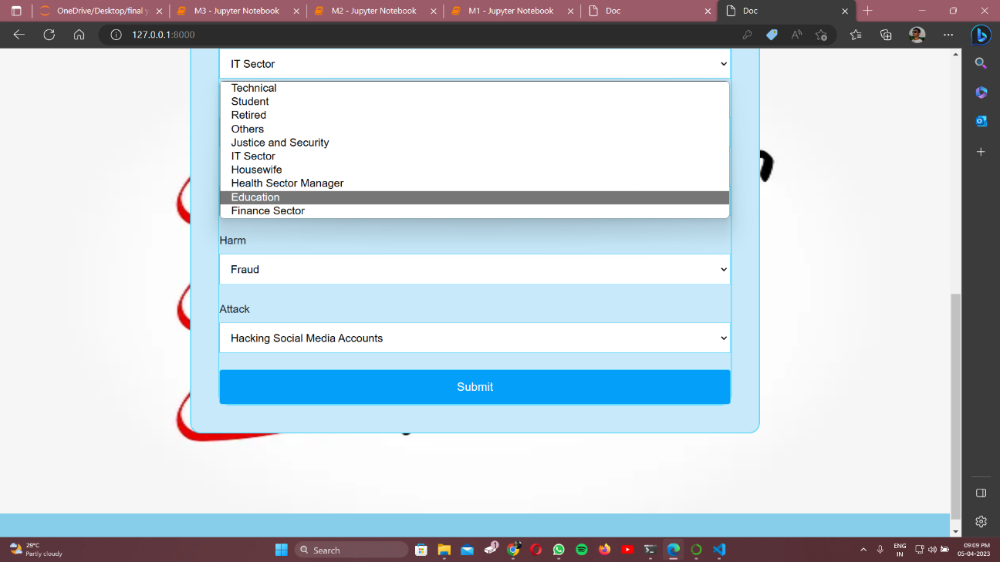 OneDrive/Desktop/final y
M3 - Jupyter Notebook
M2 - Jupyter Notebook
M1 - Jupyter Notebook
Doc
Doc
127.0.0.1:8000
IT Sector
Technical
Student
Retired
Others
Justice and Security
IT Sector
Housewife
Health Sector Manager
Education
Finance Sector
Harm
Fraud
Attack
Hacking Social Media Accounts
Submit
29°C
Partly cloudy
Search
ENG
IN
09:09 PM
05-04-2023